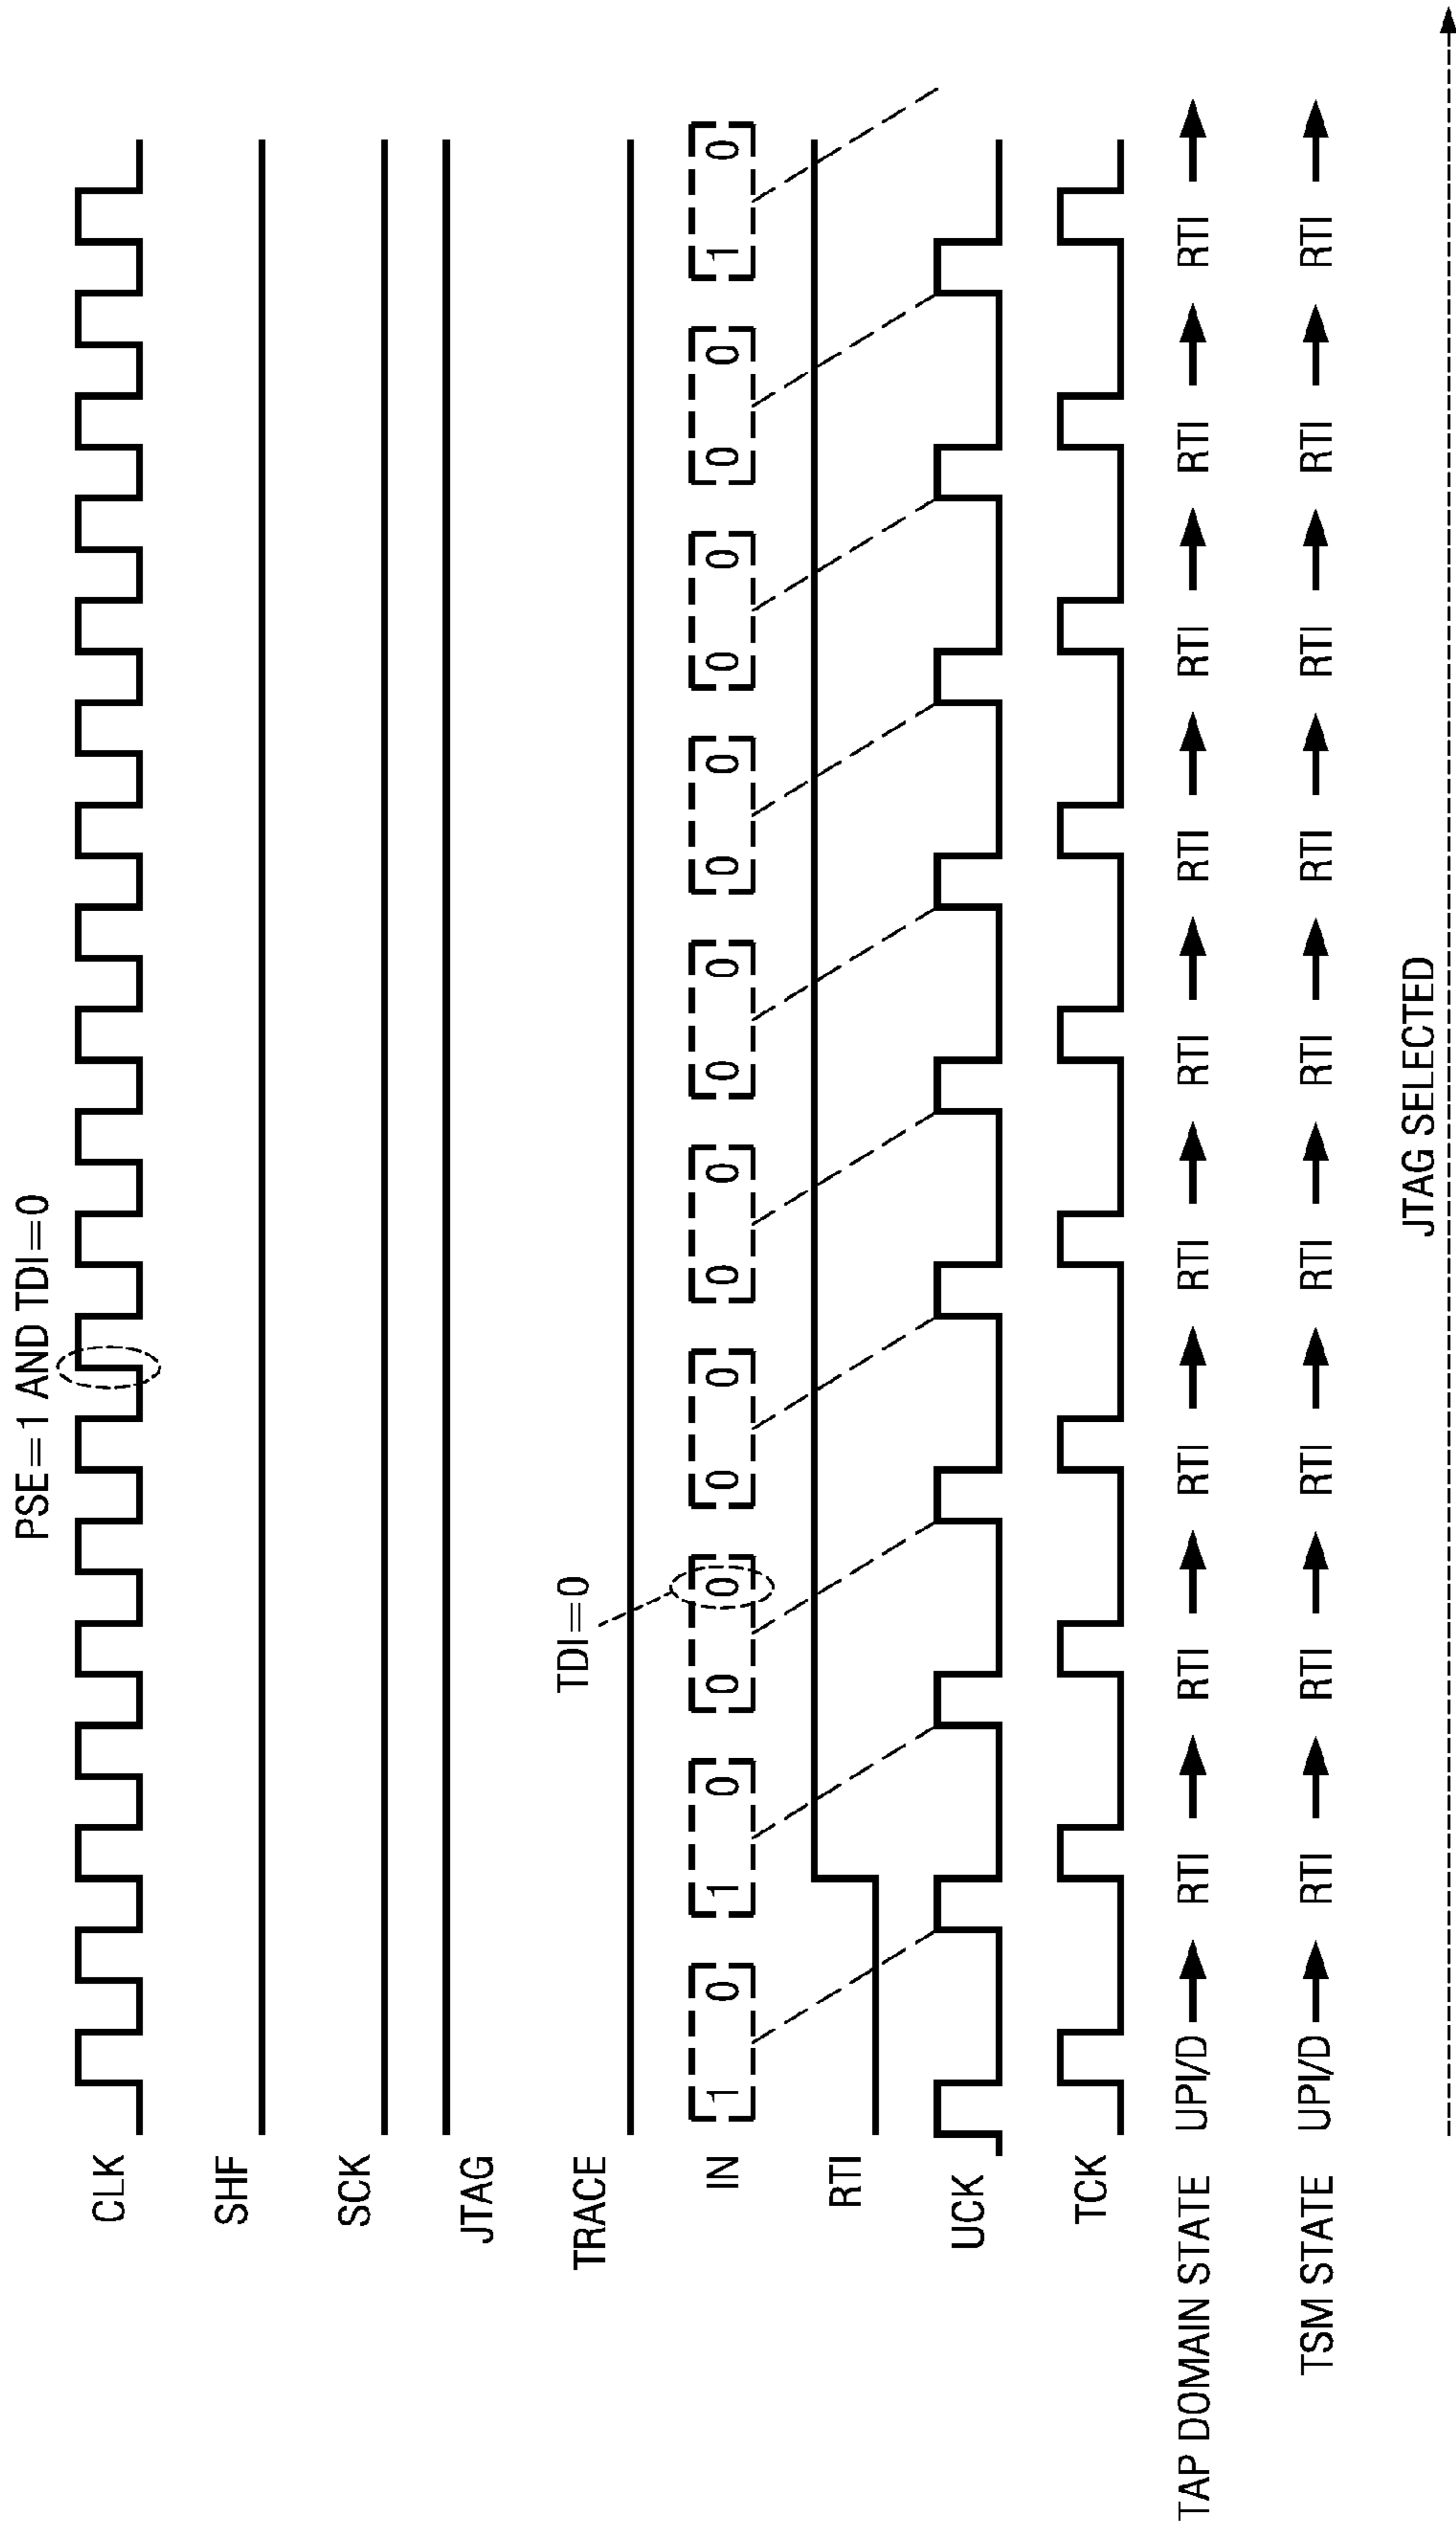 PSE=1 AND TDI=0
CLK
SHF
SCK
JTAG
TDI=0
TRACE
IN 1 0 1 0 0 0 0 0 0 0 0 0 0 0 0 0 0 0 1 0
RTI
UCK
TCK
TAP DOMAIN STATE UPI/D RTI RTI RTI RTI RTI RTI RTI RTI RTI
TSM STATE UPI/D RTI RTI RTI RTI RTI RTI RTI RTI RTI
JTAG SELECTED